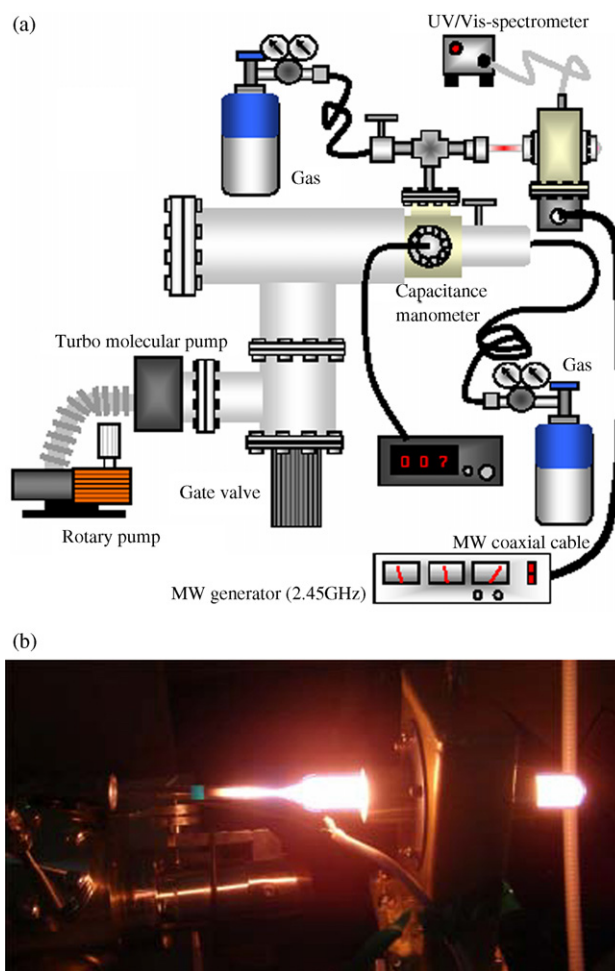 (a)
UV/Vis-spectrometer
Gas
Capacitance
manometer
Turbo molecular pump
Gas
007
Gate valve
Rotary pump
MW coaxial cable
MW generator (2.45GHz)
(b)